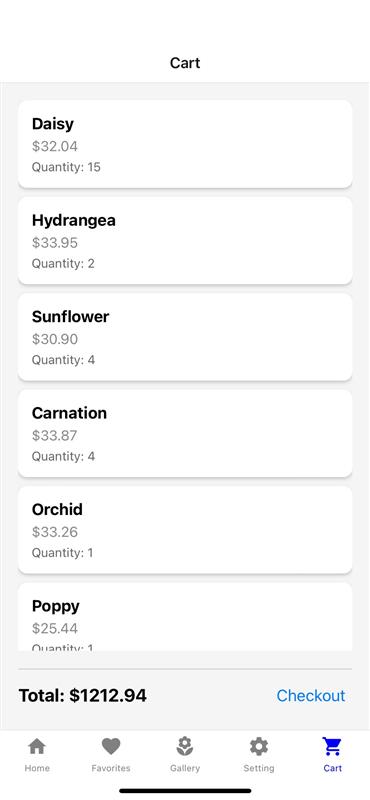 Cart
Daisy
$32.04
Quantity: 15
Hydrangea
$33.95
Quantity: 2
Sunflower
$30.90
Quantity: 4
Carnation
$33.87
Quantity: 4
Orchid
$33.26
Quantity: 1
Poppy
$25.44
Quantity: 1
Total: $1212.94
Checkout
Home
Favorites
Gallery
Setting
Cart